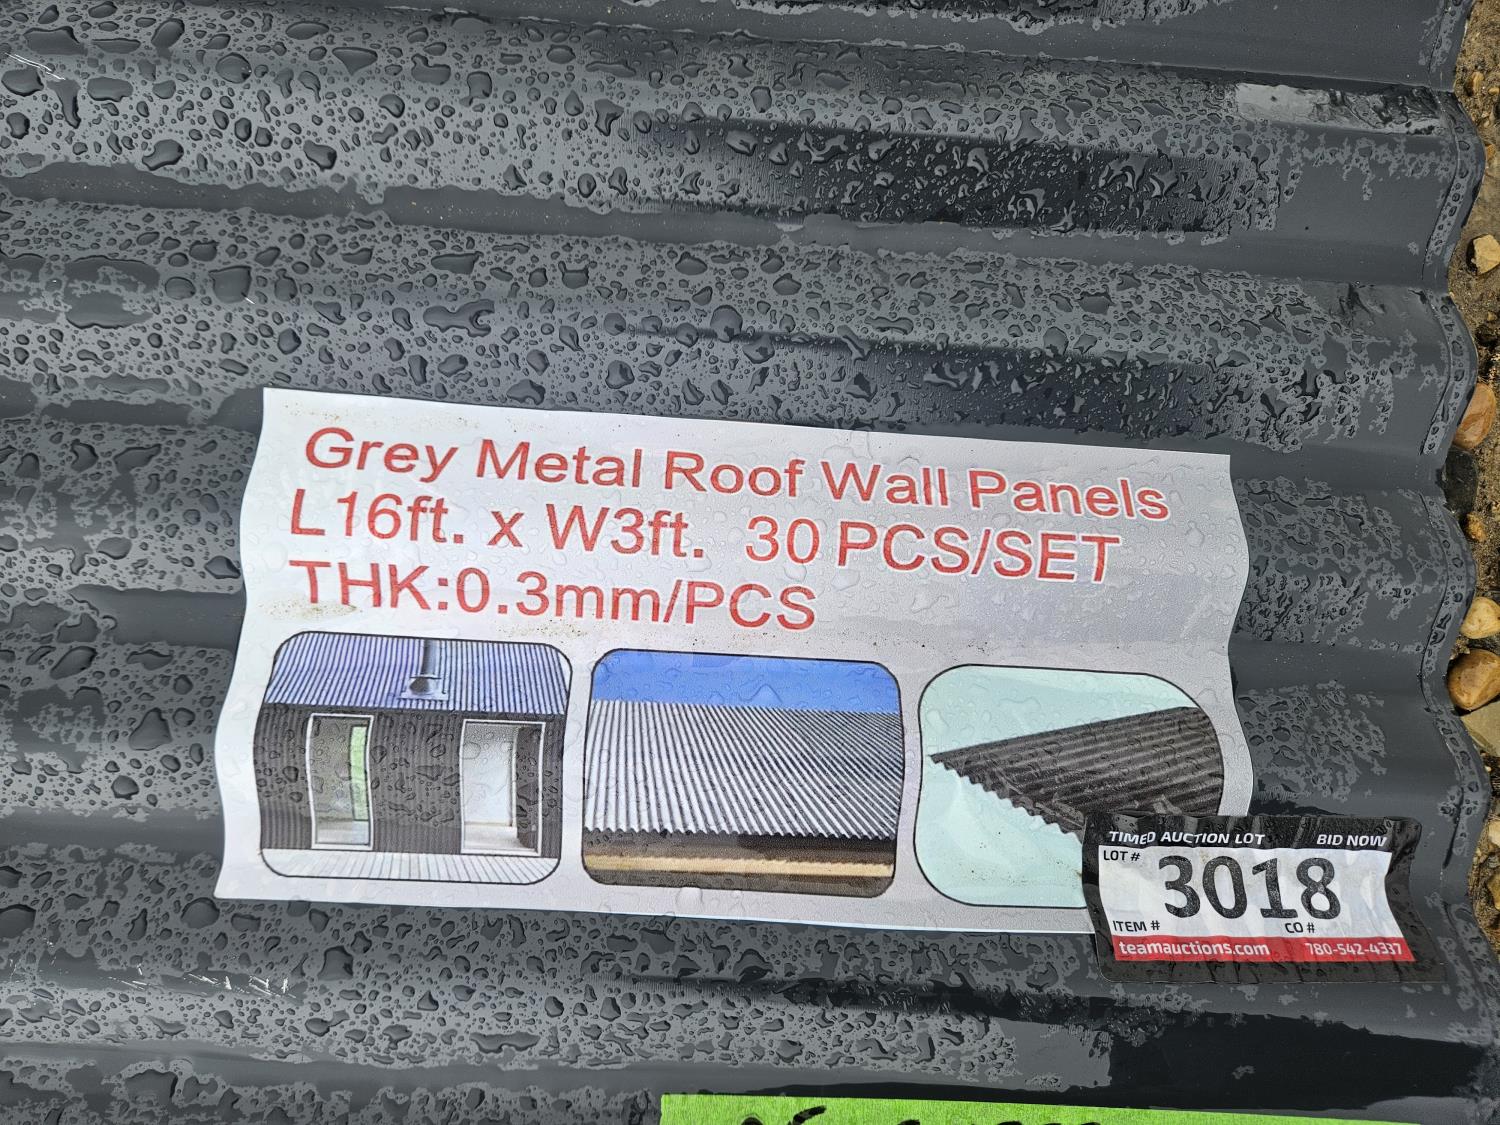 Grey Metal Roof Wall Panels
L16ft. x W3ft. 30 PCS/SET
THK:0.3mm/PCS
TIMED AUCTION LOT BID NOW
LOT #
3018
ITEM # CO #
teamauctions.com 780-542-4337